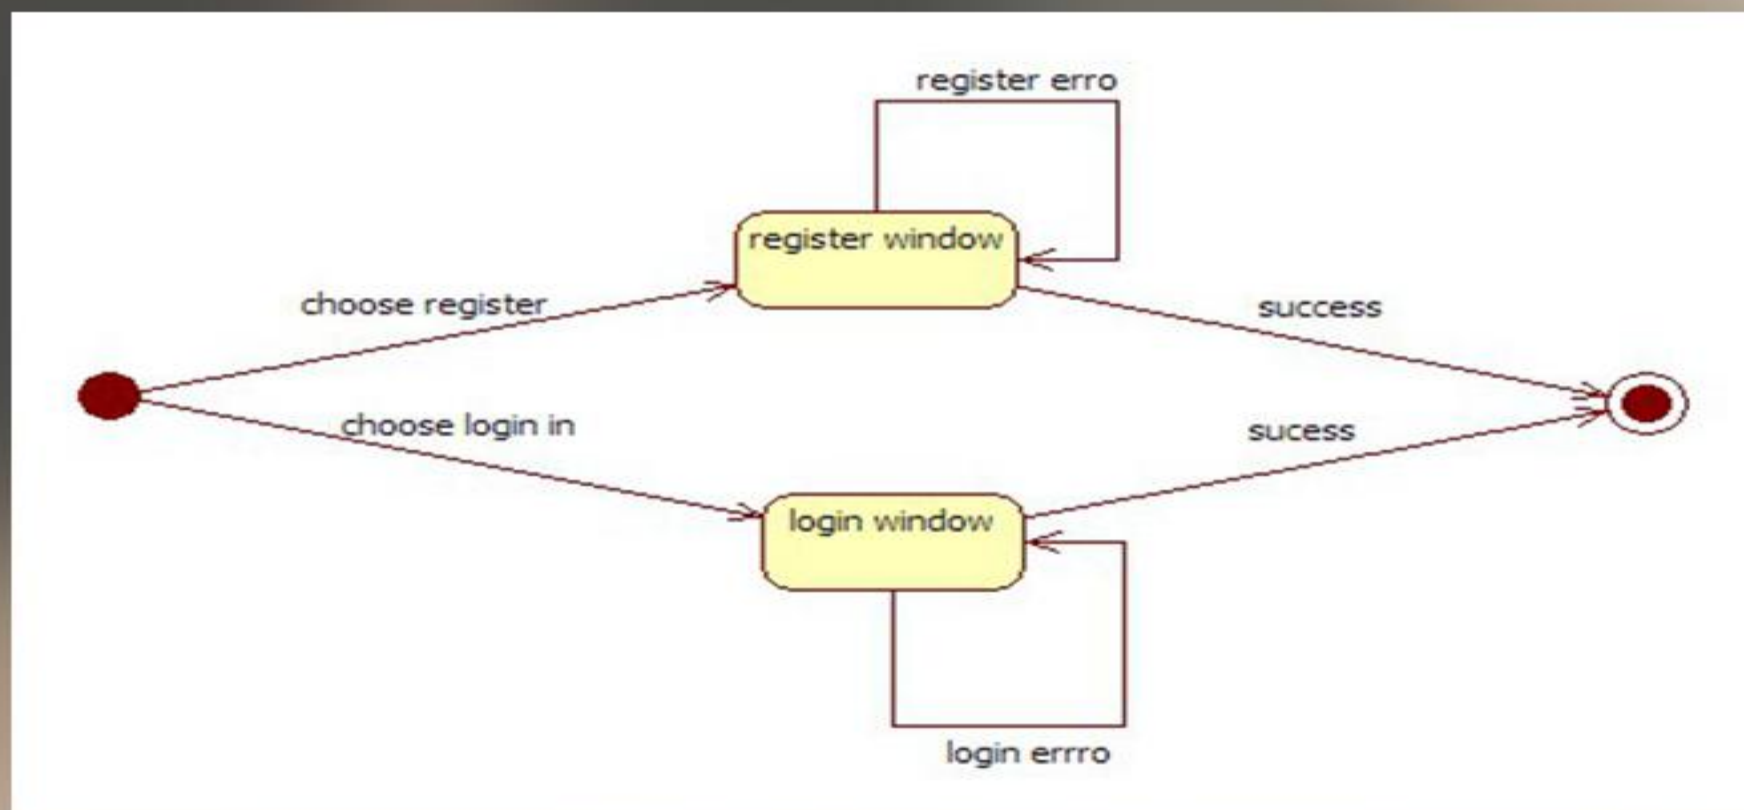 register erro
register window
choose register
success
choose login in
sucess
login window
login errro